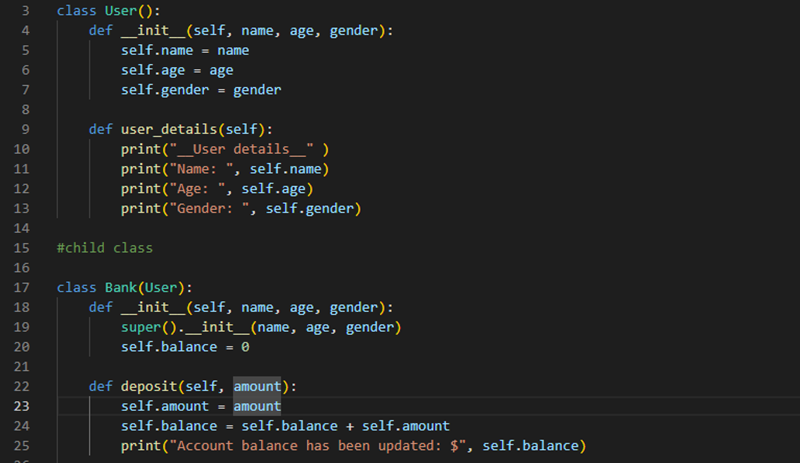 3 class User():
4     def __init__(self, name, age, gender):
5         self.name = name
6         self.age = age
7         self.gender = gender
8
9     def user_details(self):
10         print("__User details__" )
11         print("Name: ", self.name)
12         print("Age: ", self.age)
13         print("Gender: ", self.gender)
14
15 #child class
16
17 class Bank(User):
18     def __init__(self, name, age, gender):
19         super().__init__(name, age, gender)
20         self.balance = 0
21
22     def deposit(self, amount):
23         self.amount = amount
24         self.balance = self.balance + self.amount
25         print("Account balance has been updated: $", self.balance)